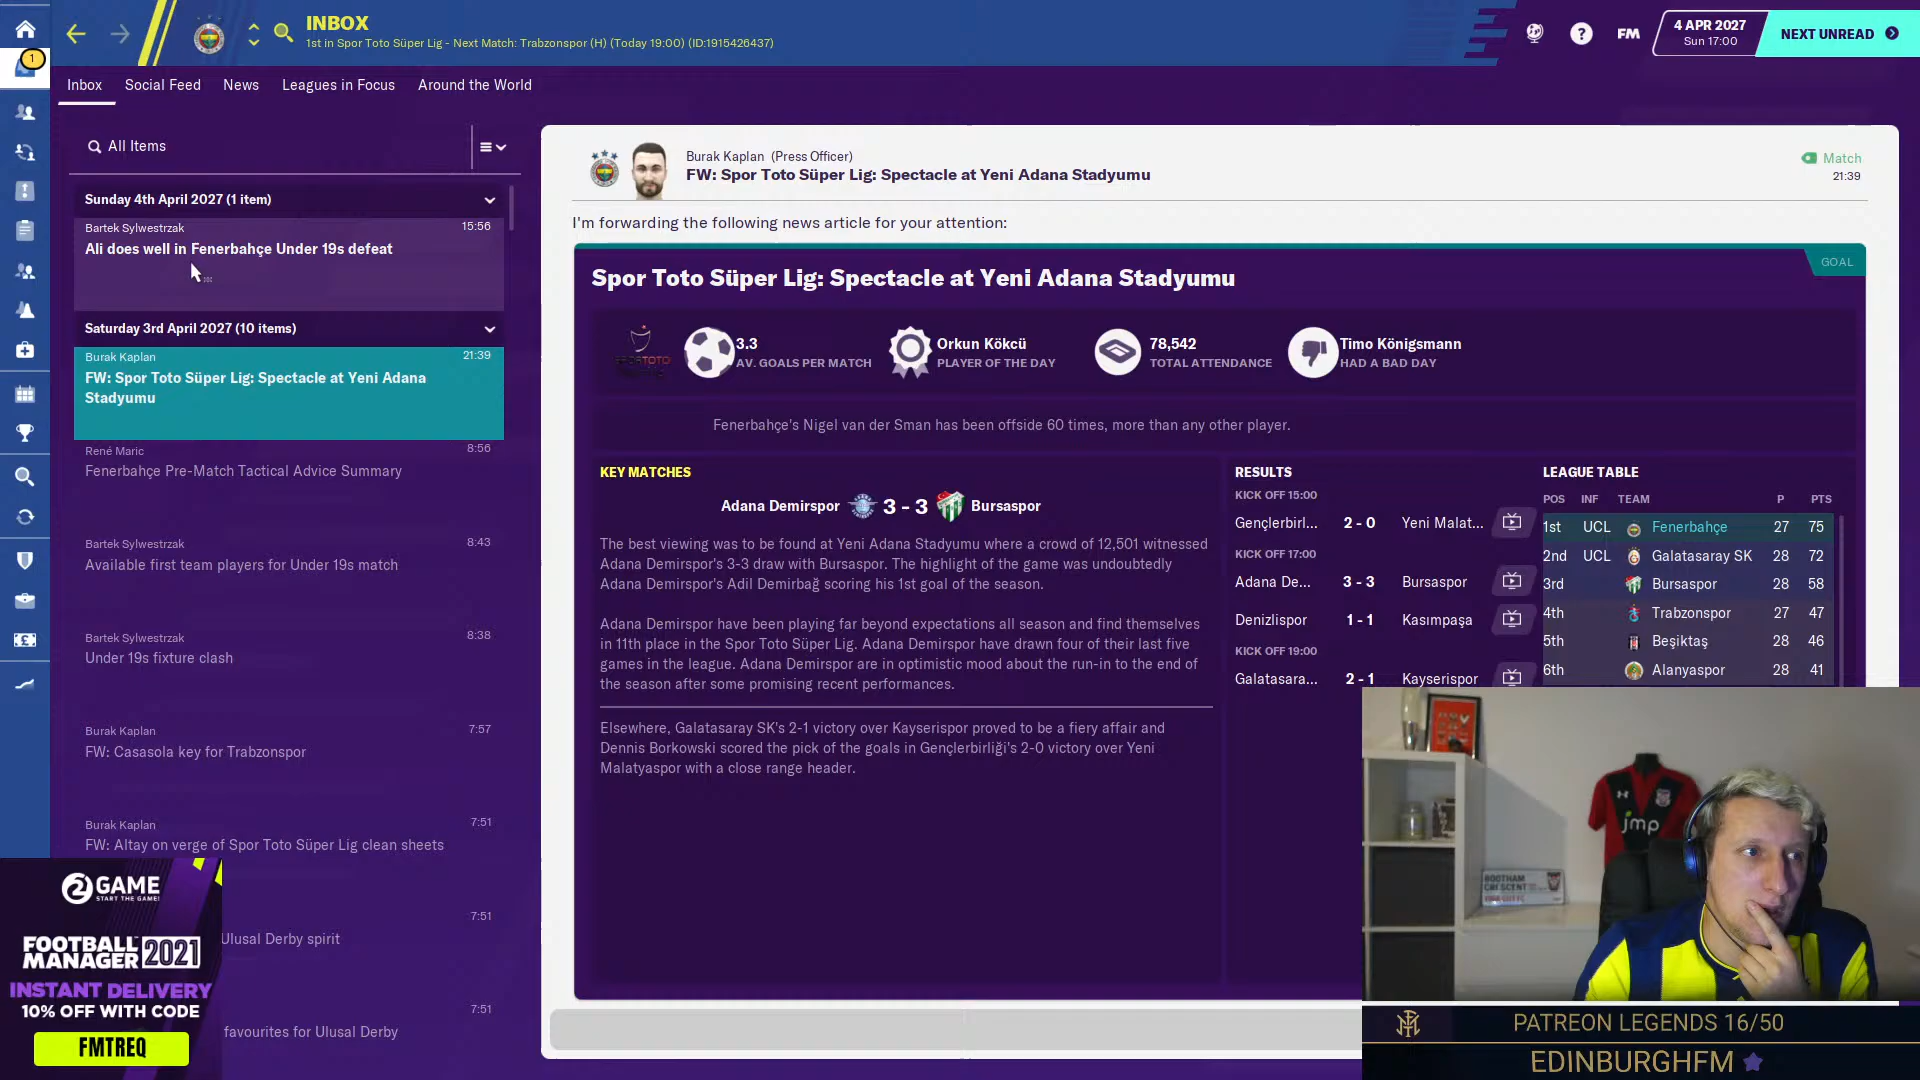 INBOX
1st in Spor Toto Süper Lig - Next Match: Trabzonspor (H) (Today 19:00) (ID:1915426437)
FM
4 APR 2027
Sun 17:00
NEXT UNREAD
1
Inbox
Social Feed
News
Leagues in Focus
Around the World
All Items
Sunday 4th April 2027 (1 item)
Bartek Sylwestrzak 15:56
Ali does well in Fenerbahçe Under 19s defeat
Saturday 3rd April 2027 (10 items)
Burak Kaplan 21:39
FW: Spor Toto Süper Lig: Spectacle at Yeni Adana
Stadyumu
René Maric 8:56
Fenerbahçe Pre-Match Tactical Advice Summary
Bartek Sylwestrzak 8:43
Available first team players for Under 19s match
Bartek Sylwestrzak 8:38
Under 19s fixture clash
Burak Kaplan 7:57
FW: Casasola key for Trabzonspor
Burak Kaplan 7:51
FW: Altay on verge of Spor Toto Süper Lig clean sheets
7:51
Ulusal Derby spirit
7:51
favourites for Ulusal Derby
2GAME
START THE GAME!
FOOTBALL
MANAGER 2021
INSTANT DELIVERY
10% OFF WITH CODE
FMTREQ
Burak Kaplan (Press Officer)
FW: Spor Toto Süper Lig: Spectacle at Yeni Adana Stadyumu
Match
21:39
I'm forwarding the following news article for your attention:
GOAL
Spor Toto Süper Lig: Spectacle at Yeni Adana Stadyumu
3.3
AV. GOALS PER MATCH
Orkun Kökcü
PLAYER OF THE DAY
78,542
TOTAL ATTENDANCE
Timo Königsmann
HAD A BAD DAY
Fenerbahçe's Nigel van der Sman has been offside 60 times, more than any other player.
KEY MATCHES
Adana Demirspor 3 - 3 Bursaspor
The best viewing was to be found at Yeni Adana Stadyumu where a crowd of 12,501 witnessed
Adana Demirspor's 3-3 draw with Bursaspor. The highlight of the game was undoubtedly
Adana Demirspor's Adil Demirbağ scoring his 1st goal of the season.
Adana Demirspor have been playing far beyond expectations all season and find themselves
in 11th place in the Spor Toto Süper Lig. Adana Demirspor have drawn four of their last five
games in the league. Adana Demirspor are in optimistic mood about the run-in to the end of
the season after some promising recent performances.
Elsewhere, Galatasaray SK's 2-1 victory over Kayserispor proved to be a fiery affair and
Dennis Borkowski scored the pick of the goals in Gençlerbirliği's 2-0 victory over Yeni
Malatyaspor with a close range header.
RESULTS
KICK OFF 15:00
Gençlerbirl... 2 - 0 Yeni Malat...
KICK OFF 17:00
Adana De... 3 - 3 Bursaspor
Denizlispor 1 - 1 Kasımpaşa
KICK OFF 19:00
Galatasara... 2 - 1 Kayserispor
LEAGUE TABLE
POS INF TEAM P PTS
1st UCL Fenerbahçe 27 75
2nd UCL Galatasaray SK 28 72
3rd Bursaspor 28 58
4th Trabzonspor 27 47
5th Beşiktaş 28 46
6th Alanyaspor 28 41
jmp
BOOTHAM
CRESCENT
PATREON LEGENDS 16/50
EDINBURGHFM